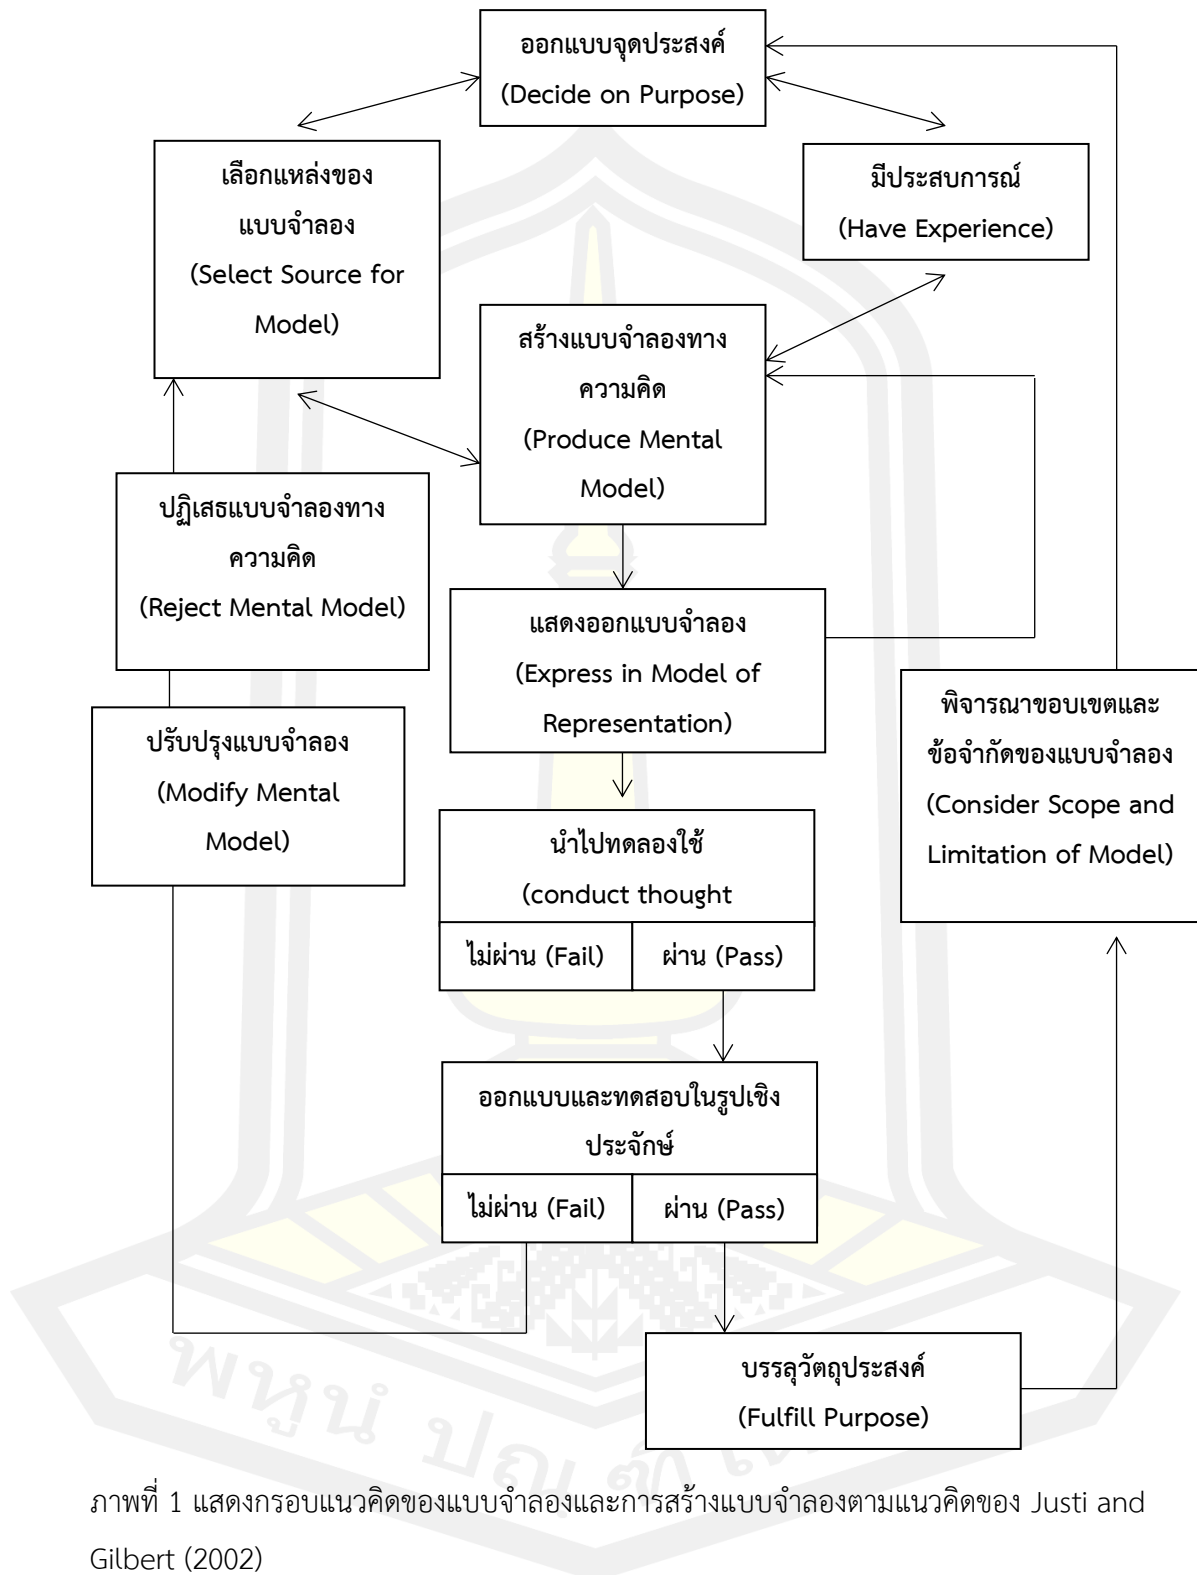 ออกแบบจุดประสงค์
(Decide on Purpose)
เลือกแหล่งของ
แบบจำลอง
(Select Source for
Model)
มีประสบการณ์
(Have Experience)
สร้างแบบจำลองทาง
ความคิด
(Produce Mental
Model)
ปฏิเสธแบบจำลองทาง
ความคิด
(Reject Mental Model)
แสดงออกแบบจำลอง
(Express in Model of
Representation)
พิจารณาขอบเขตและ
ข้อจำกัดของแบบจำลอง
(Consider Scope and
Limitation of Model)
ปรับปรุงแบบจำลอง
(Modify Mental
Model)
นำไปทดลองใช้
(conduct thought
ไม่ผ่าน (Fail)
ผ่าน (Pass)
ออกแบบและทดสอบในรูปเชิง
ประจักษ์
ไม่ผ่าน (Fail)
ผ่าน (Pass)
บรรลุวัตถุประสงค์
(Fulfill Purpose)
พหูนํ ปณฺฑิ
ภาพที่ 1 แสดงกรอบแนวคิดของแบบจำลองและการสร้างแบบจำลองตามแนวคิดของ Justi and
Gilbert (2002)